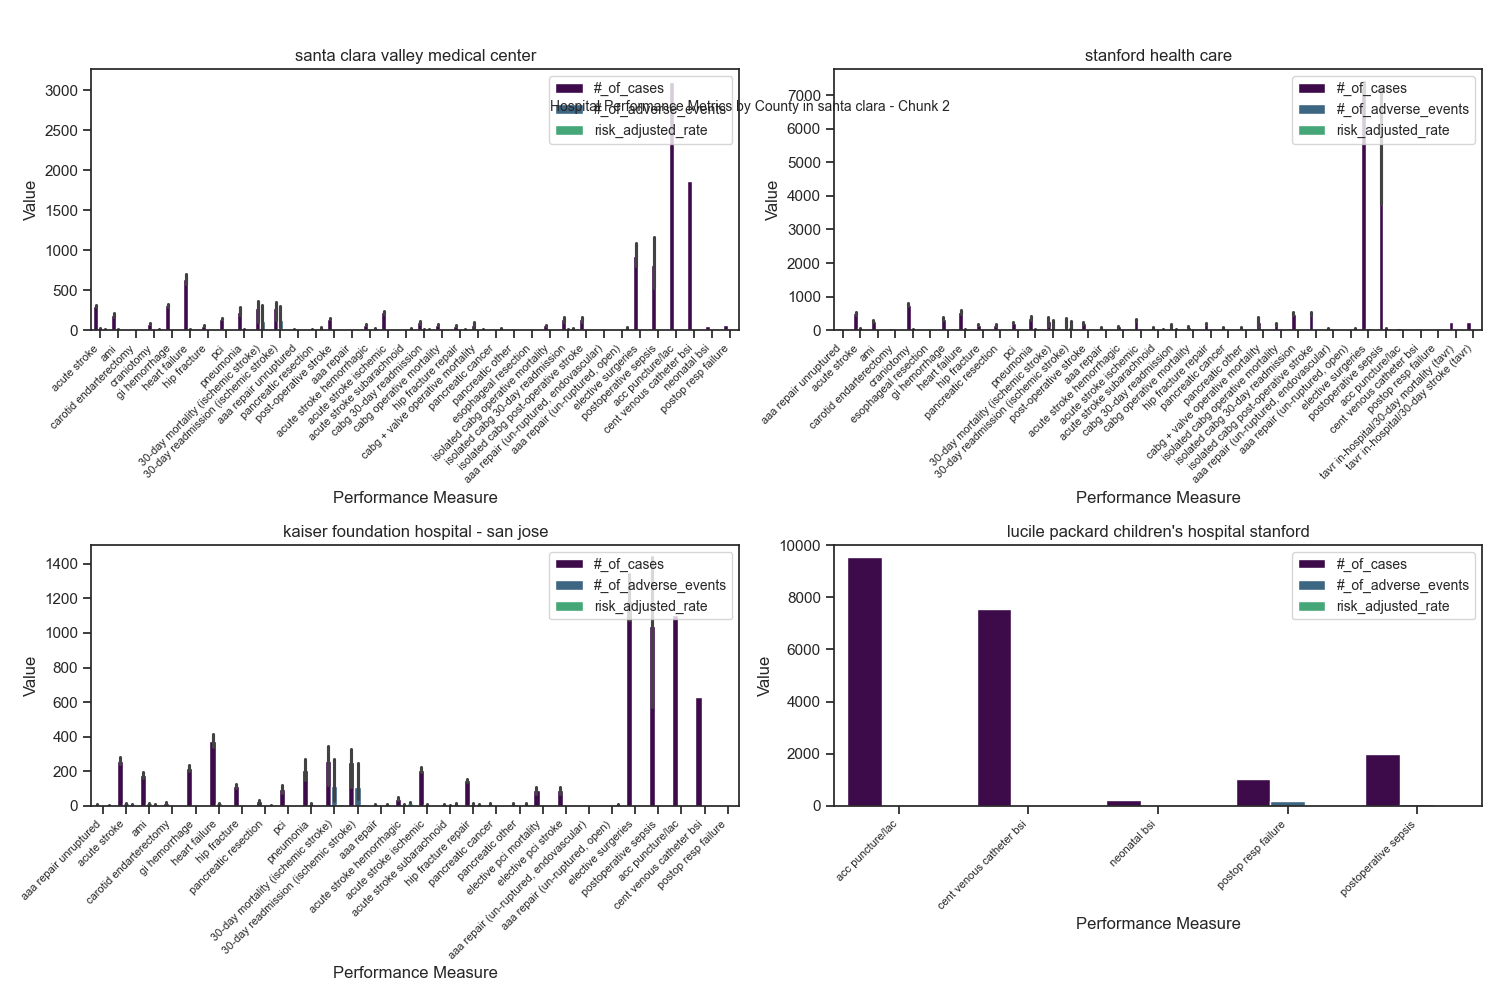 santa clara valley medical center
3000
2500
2000
1500
1000
500
0
Value
#_of_cases
#_of_adverse_events
risk_adjusted_rate
acute stroke
ami
carotid endarterectomy
craniotomy
gi hemorrhage
heart failure
hip fracture
pci
pneumonia
30-day mortality (ischemic stroke)
30-day readmission (ischemic stroke)
aaa repair unruptured
pancreatic resection
post-operative stroke
aaa repair
acute stroke hemorrhagic
acute stroke ischemic
acute stroke subarachnoid
cabg 30-day readmission
cabg operative mortality
hip fracture repair
cabg + valve operative mortality
pancreatic cancer
pancreatic other
esophageal resection
isolated cabg operative mortality
isolated cabg 30-day readmission
isolated cabg post-operative stroke
aaa repair (un-ruptured, endovascular)
aaa repair (un-ruptured, open)
elective surgeries
postoperative sepsis
acc puncture/lac
cent venous catheter bsi
neonatal bsi
postop resp failure
Performance Measure
Hospital Performance Metrics by County in santa clara - Chunk 2
stanford health care
7000
6000
5000
4000
3000
2000
1000
0
Value
#_of_cases
#_of_adverse_events
risk_adjusted_rate
aaa repair unruptured
acute stroke
ami
carotid endarterectomy
craniotomy
esophageal resection
gi hemorrhage
heart failure
hip fracture
pancreatic resection
pci
pneumonia
30-day mortality (ischemic stroke)
30-day readmission (ischemic stroke)
post-operative stroke
aaa repair
acute stroke hemorrhagic
acute stroke ischemic
acute stroke subarachnoid
cabg 30-day readmission
cabg operative mortality
hip fracture repair
pancreatic cancer
pancreatic other
cabg + valve operative mortality
isolated cabg operative mortality
isolated cabg 30-day readmission
isolated cabg post-operative stroke
aaa repair (un-ruptured, endovascular)
aaa repair (un-ruptured, open)
elective surgeries
postoperative sepsis
acc puncture/lac
cent venous catheter bsi
postop resp failure
tavr in-hospital/30-day mortality (tavr)
tavr in-hospital/30-day stroke (tavr)
Performance Measure
kaiser foundation hospital - san jose
1400
1200
1000
800
600
400
200
0
Value
#_of_cases
#_of_adverse_events
risk_adjusted_rate
aaa repair unruptured
acute stroke
ami
carotid endarterectomy
gi hemorrhage
heart failure
hip fracture
pancreatic resection
pci
pneumonia
30-day mortality (ischemic stroke)
30-day readmission (ischemic stroke)
aaa repair
acute stroke hemorrhagic
acute stroke ischemic
acute stroke subarachnoid
hip fracture repair
pancreatic cancer
pancreatic other
elective pci mortality
elective pci stroke
aaa repair (un-ruptured, endovascular)
aaa repair (un-ruptured, open)
elective surgeries
postoperative sepsis
acc puncture/lac
cent venous catheter bsi
postop resp failure
Performance Measure
lucile packard children's hospital stanford
10000
8000
6000
4000
2000
0
Value
#_of_cases
#_of_adverse_events
risk_adjusted_rate
acc puncture/lac
cent venous catheter bsi
neonatal bsi
postop resp failure
postoperative sepsis
Performance Measure